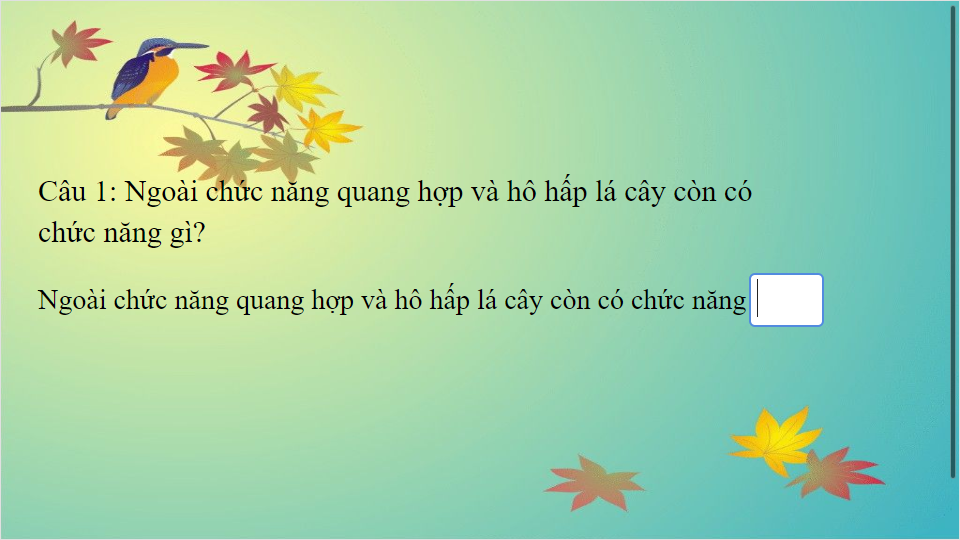 Câu 1: Ngoài chức năng quang hợp và hô hấp lá cây còn có
chức năng gì?
Ngoài chức năng quang hợp và hô hấp lá cây còn có chức năng